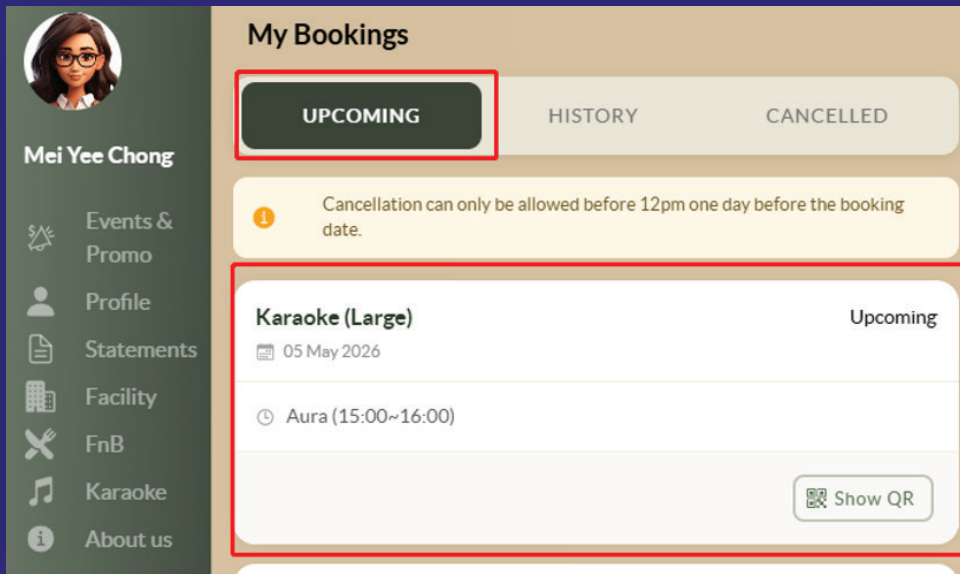 My Bookings
UPCOMING
HISTORY
CANCELLED
Mei Yee Chong
Events &
Promo
Profile
Statements
Facility
FnB
Karaoke
About us
Cancellation can only be allowed before 12pm one day before the booking
date.
Karaoke (Large)
Upcoming
05 May 2026
Aura (15:00~16:00)
Show QR